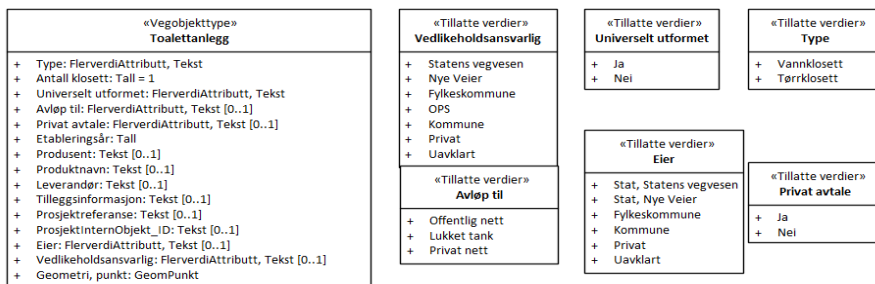 «Vegobjekttype»
Toalettanlegg
+ Type: FlerverdiAttributt, Tekst
+ Antall klosett: Tall = 1
+ Universelt utformet: FlerverdiAttributt, Tekst
+ Avløp til: FlerverdiAttributt, Tekst [0..1]
+ Privat avtale: FlerverdiAttributt, Tekst [0..1]
+ Etableringsår: Tall
+ Produsent: Tekst [0..1]
+ Produktnavn: Tekst [0..1]
+ Leverandør: Tekst [0..1]
+ Tilleggsinformasjon: Tekst [0..1]
+ Prosjektreferanse: Tekst [0..1]
+ ProsjektInternObjekt_ID: Tekst [0..1]
+ Eier: FlerverdiAttributt, Tekst [0..1]
+ Vedlikeholdsansvarlig: FlerverdiAttributt, Tekst [0..1]
+ Geometri, punkt: GeomPunkt
«Tillatte verdier»
Vedlikeholdsansvarlig
+ Statens vegvesen
+ Nye Veier
+ Fylkeskommune
+ OPS
+ Kommune
+ Privat
+ Uavklart
«Tillatte verdier»
Avløp til
+ Offentlig nett
+ Lukket tank
+ Privat nett
«Tillatte verdier»
Universelt utformet
+ Ja
+ Nei
«Tillatte verdier»
Type
+ Vannklosett
+ Tørrklosett
«Tillatte verdier»
Eier
+ Stat, Statens vegvesen
+ Stat, Nye Veier
+ Fylkeskommune
+ Kommune
+ Privat
+ Uavklart
«Tillatte verdier»
Privat avtale
+ Ja
+ Nei